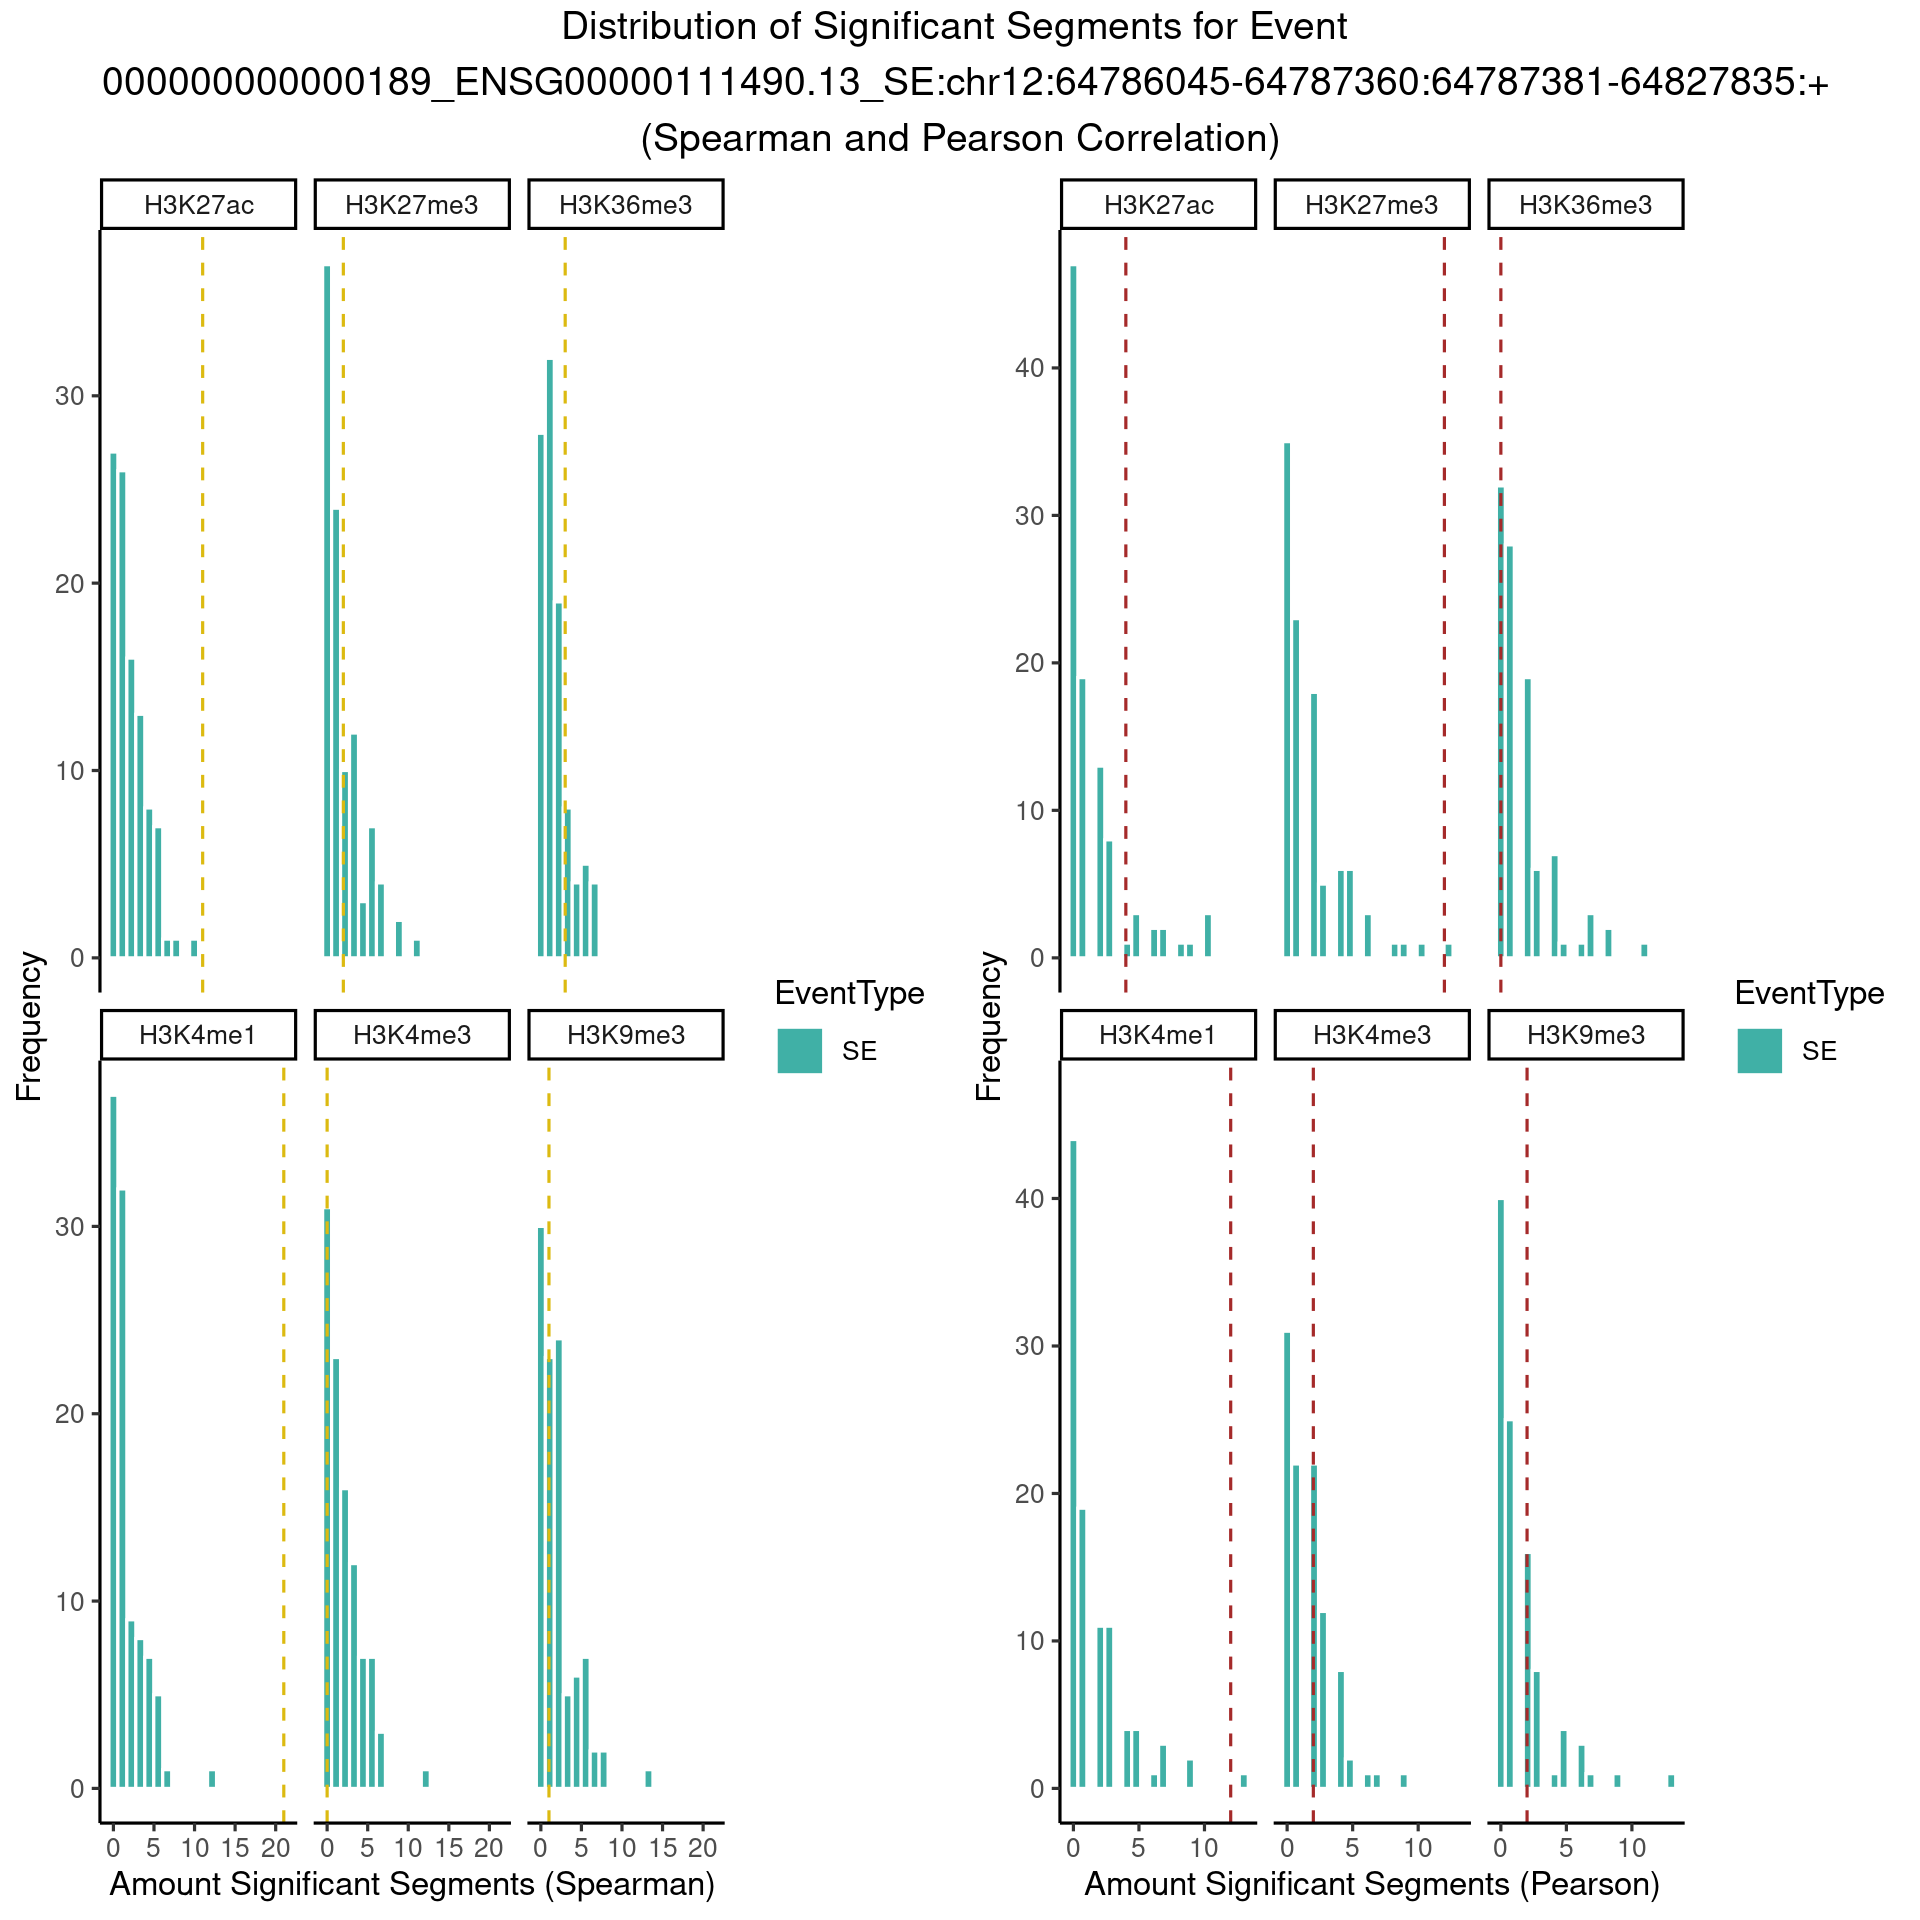 Distribution of Significant Segments for Event
000000000000189_ENSG00000111490.13_SE:chr12:64786045-64787360:64787381-64827835:+
(Spearman and Pearson Correlation)
H3K27ac H3K27me3 H3K36me3
30
20
10
0
H3K4me1 H3K4me3 H3K9me3
30
20
10
0
0 5 10 15 20 0 5 10 15 20 0 5 10 15 20
Frequency
Amount Significant Segments (Spearman)
EventType
SE
H3K27ac H3K27me3 H3K36me3
40
30
20
10
0
H3K4me1 H3K4me3 H3K9me3
40
30
20
10
0
0 5 10 0 5 10 0 5 10
Frequency
Amount Significant Segments (Pearson)
EventType
SE